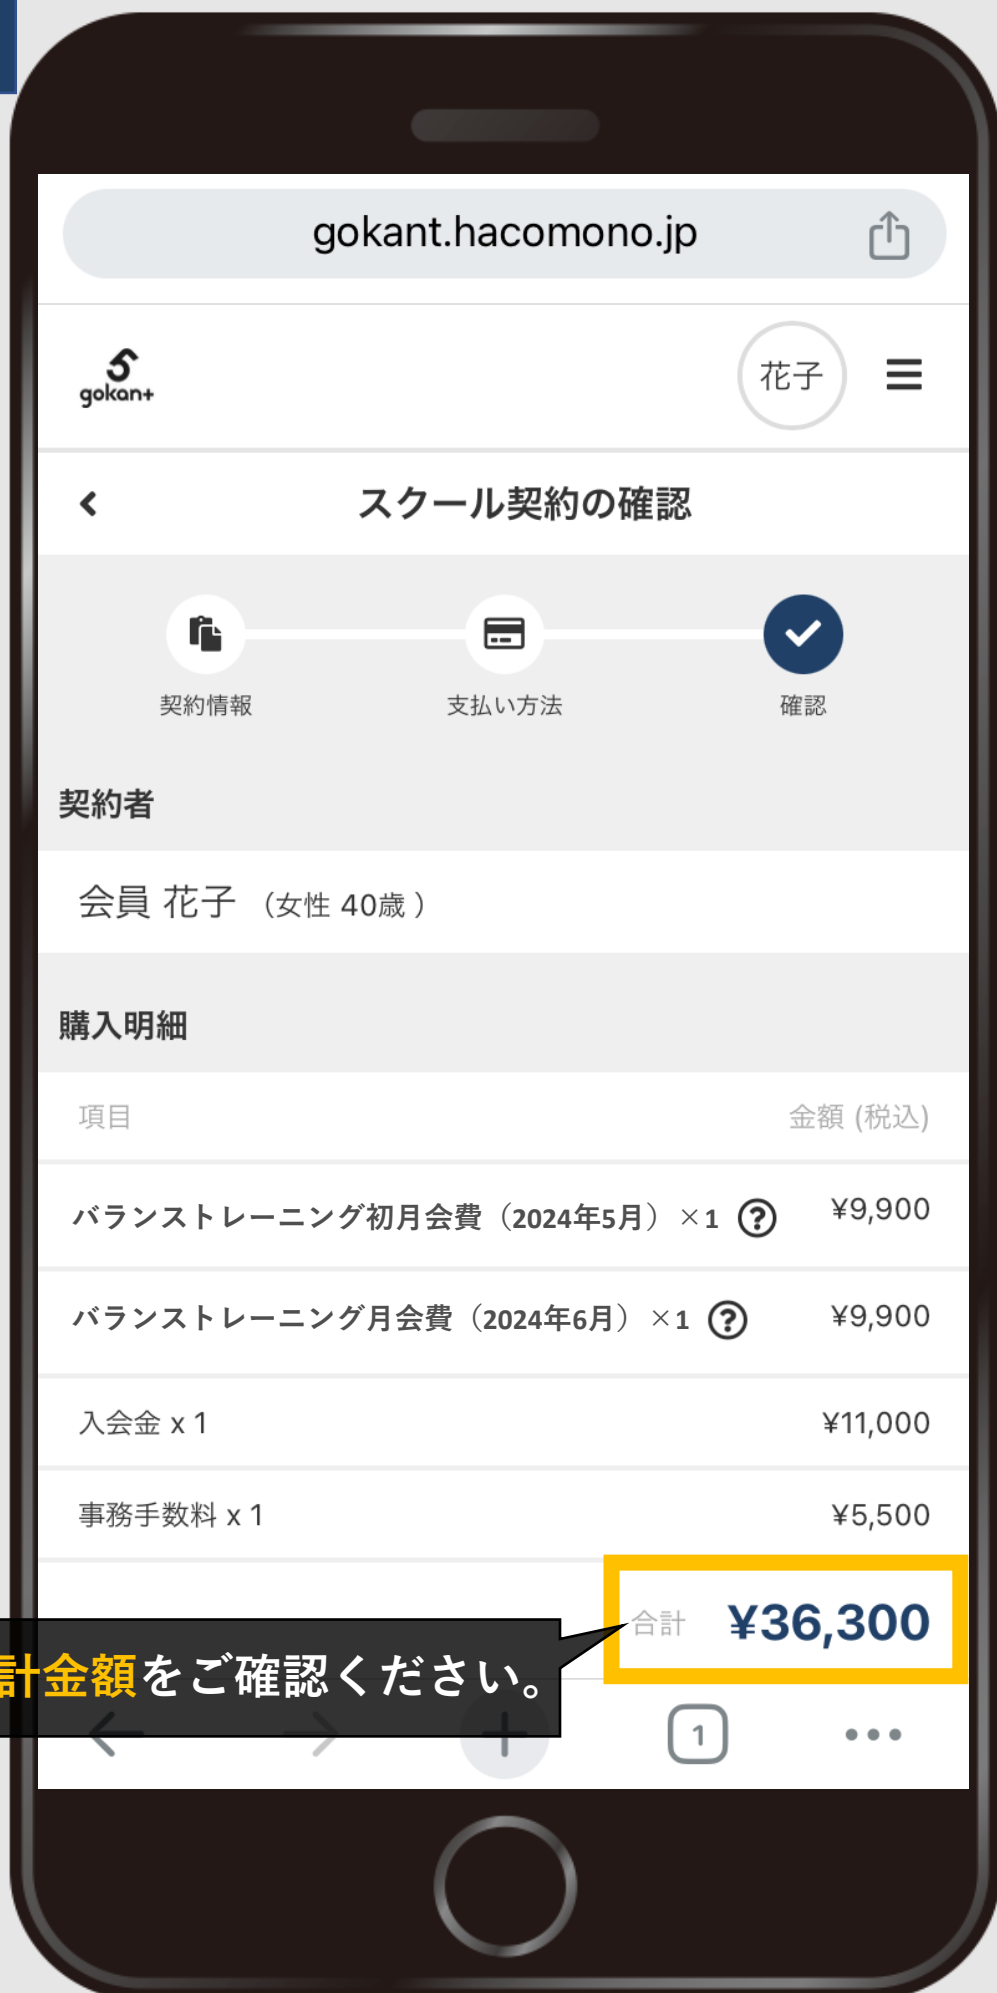 gokant.hacomono.jp
gokan+
花子
スクール契約の確認
契約情報
支払い方法
確認
契約者
会員 花子 （女性 40歳 ）
購入明細
項目 金額 (税込)
バランストレーニング初月会費（2024年5月）×1 ¥9,900
バランストレーニング月会費（2024年6月）×1 ¥9,900
入会金 x 1 ¥11,000
事務手数料 x 1 ¥5,500
合計 ¥36,300
計金額をご確認ください。
1